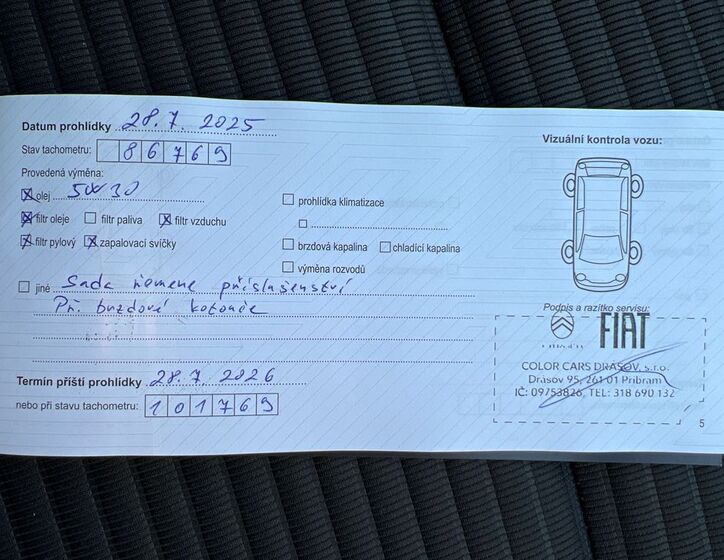 Datum prohlídky 28.7. 2025
Stav tachometru: 86769
Provedená výměna:
olej 5W30
filtr oleje filtr paliva filtr vzduchu
filtr pylový zapalovací svíčky
jiné Sada řemene příslušenství
Př. brzdové kotouče
prohlídka klimatizace
brzdová kapalina chladící kapalina
výměna rozvodů
Termín příští prohlídky 28.7. 2026
nebo při stavu tachometru: 101769
Vizuální kontrola vozu:
Podpis a razítko servisu:
FIAT
COLOR CARS DRASOV, s.r.o.
Drásov 95, 261 01 Příbram
IČ: 09753826, TEL: 318 690 132
5